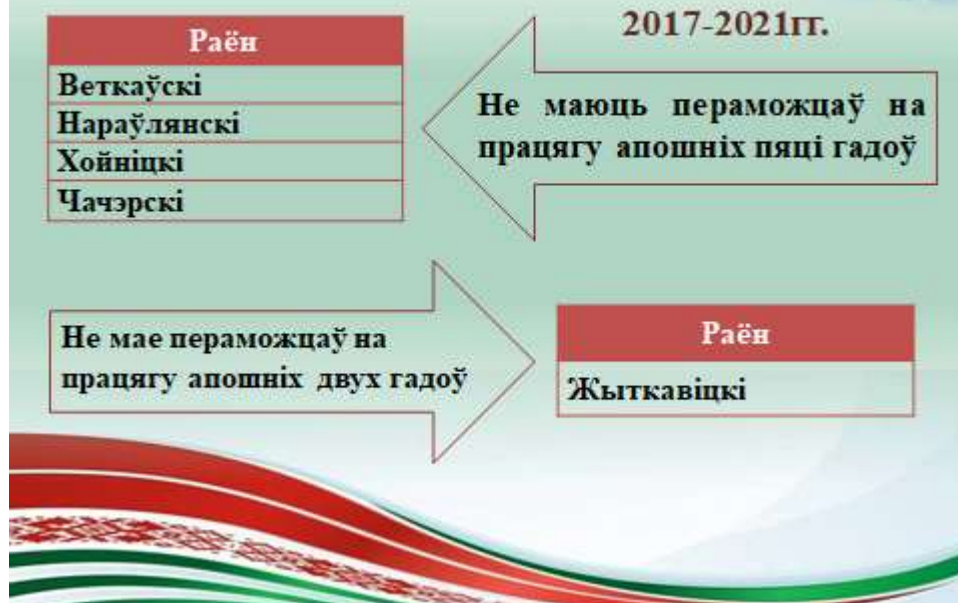 2017-2021гг.
Раён
Веткаўскі
Нараўлянскі
Хойніцкі
Чачэрскі
Не маюць пераможцаў на
працягу апошніх пяці гадоў
Не мае пераможцаў на
працягу апошніх двух гадоў
Раён
Жыткавіцкі